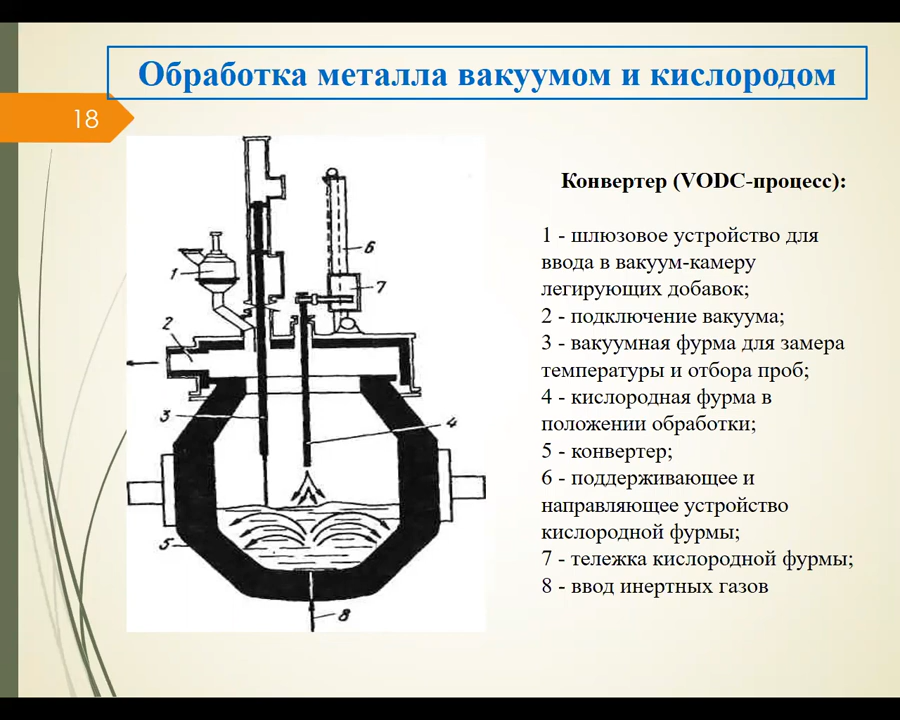 Обработка металла вакуумом и кислородом
18
Конвертер (VODC-процесс):
1 - шлюзовое устройство для
ввода в вакуум-камеру
легирующих добавок;
2 - подключение вакуума;
3 - вакуумная фурма для замера
температуры и отбора проб;
4 - кислородная фурма в
положении обработки;
5 - конвертер;
6 - поддерживающее и
направляющее устройство
кислородной фурмы;
7 - тележка кислородной фурмы;
8 - ввод инертных газов
6
1
7
2
3
4
5
8